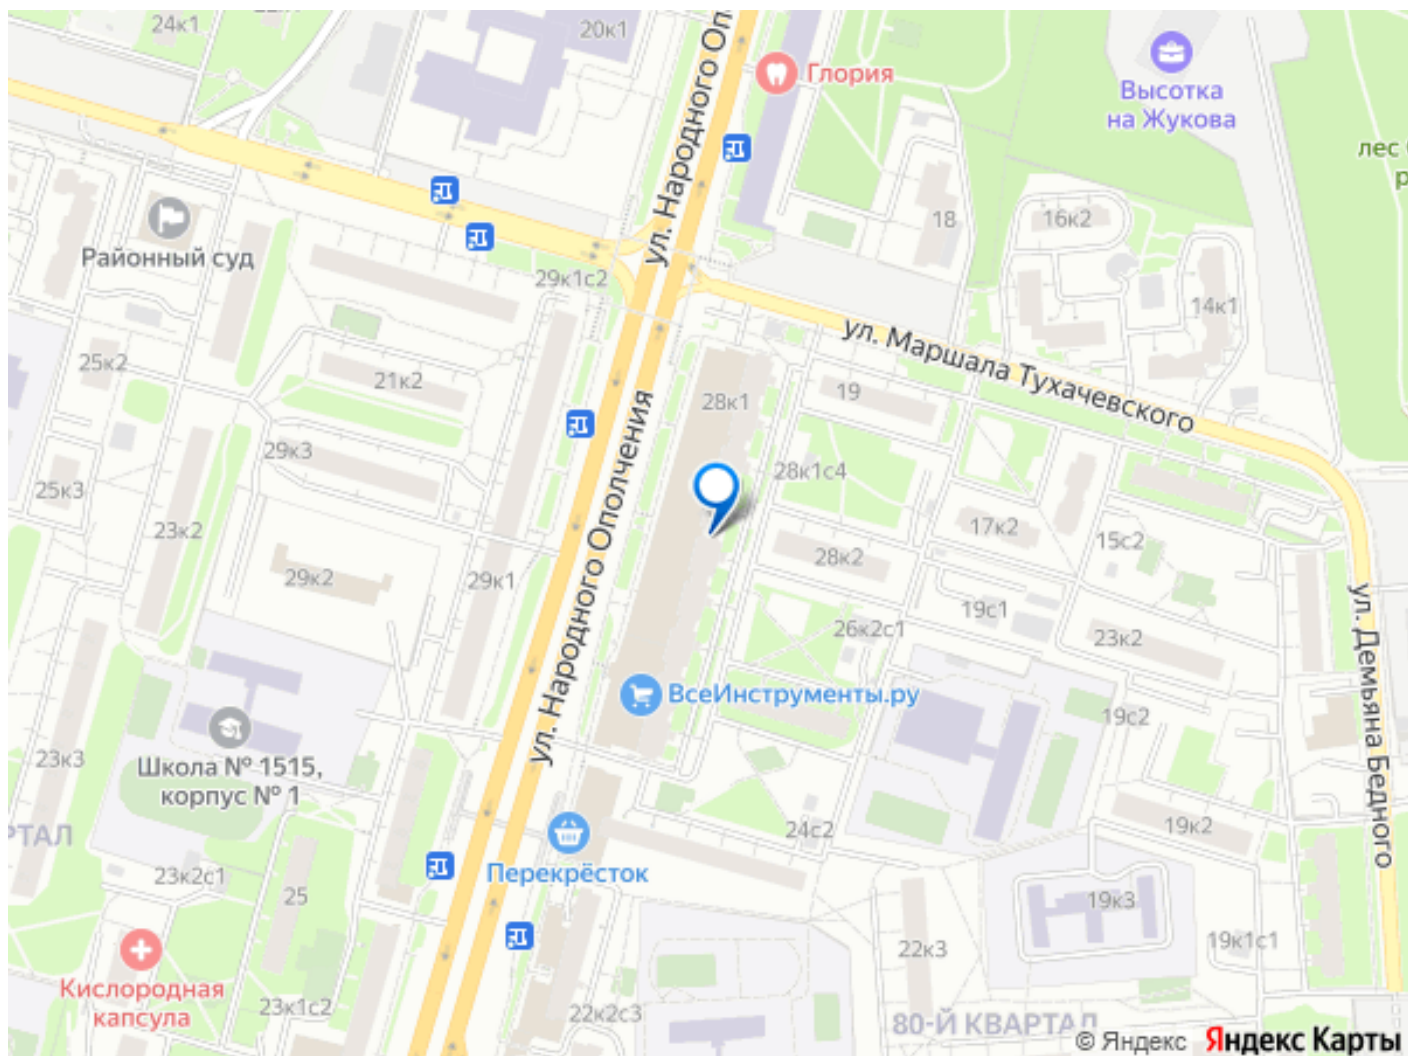 24к1
20к1
ул. Народного Опо
Глория
Высотка
на Жукова
лес
Районный суд
29к1с2
18
16к2
14к1
25к2
21к2
28к1
19
ул. Маршала Тухачевского
29к3
25к3
23к2
28к1с4
17к2
15с2
29к2
29к1
28к2
19с1
26к2с1
23к2
ул. Народного Ополчения
ул. Демьяна Бедного
ВсеИнструменты.ру
19с2
23к3
Школа № 1515,
корпус № 1
РТАЛ
24с2
19к2
Перекрёсток
23к2с1
25
19к3
22к3
19к1с1
Кислородная
капсула
23к1с2
22к2с3
80-Й КВАРТАЛ
© Яндекс Яндекс Карты